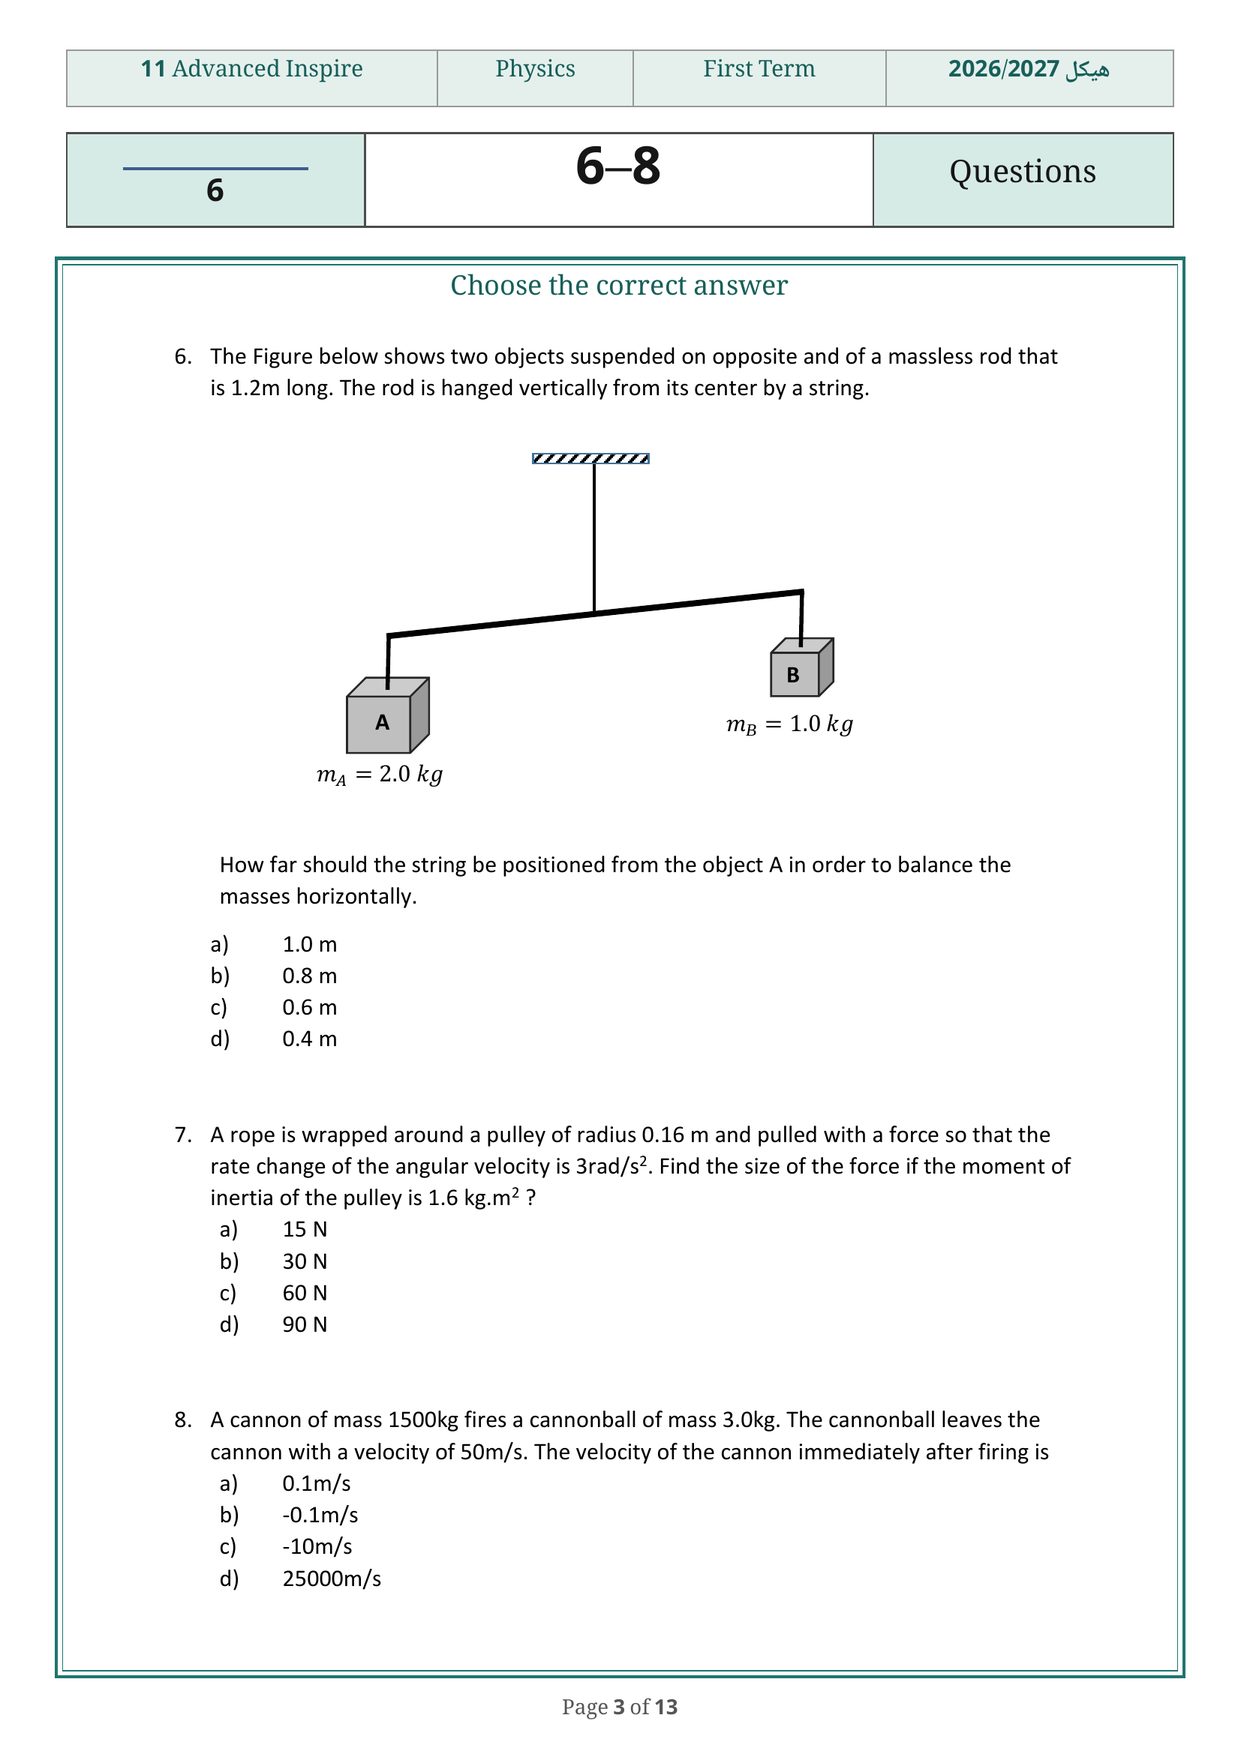 11 Advanced Inspire Physics First Term 2026/2027 هيكل
6 6–8 Questions
Choose the correct answer
6. The Figure below shows two objects suspended on opposite and of a massless rod that
is 1.2m long. The rod is hanged vertically from its center by a string.
A
B
m_B = 1.0 kg
m_A = 2.0 kg
How far should the string be positioned from the object A in order to balance the
masses horizontally.
a) 1.0 m
b) 0.8 m
c) 0.6 m
d) 0.4 m
7. A rope is wrapped around a pulley of radius 0.16 m and pulled with a force so that the
rate change of the angular velocity is 3rad/s². Find the size of the force if the moment of
inertia of the pulley is 1.6 kg.m² ?
a) 15 N
b) 30 N
c) 60 N
d) 90 N
8. A cannon of mass 1500kg fires a cannonball of mass 3.0kg. The cannonball leaves the
cannon with a velocity of 50m/s. The velocity of the cannon immediately after firing is
a) 0.1m/s
b) -0.1m/s
c) -10m/s
d) 25000m/s
Page 3 of 13